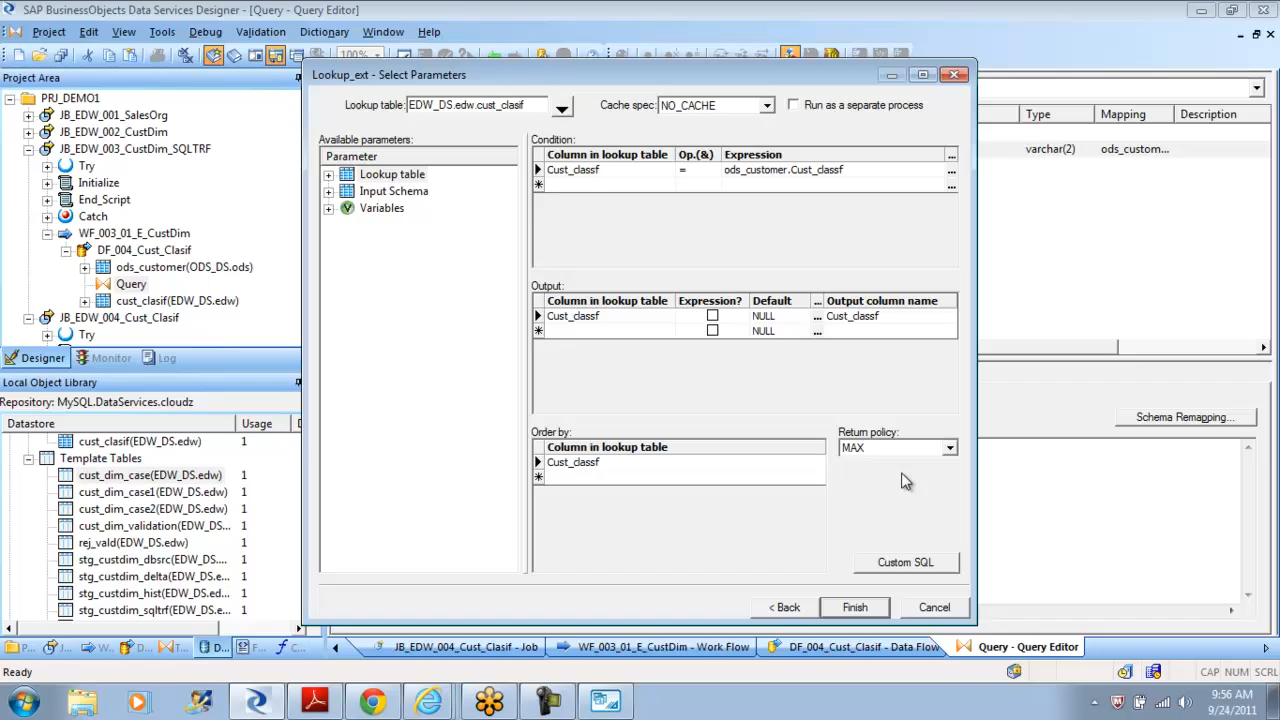 SAP BusinessObjects Data Services Designer - [Query - Query Editor]
Project Edit View Tools Debug Validation Dictionary Window Help
Project Area
PRJ_DEMO1
JB_EDW_001_SalesOrg
JB_EDW_002_CustDim
JB_EDW_003_CustDim_SQLTRF
Try
Initialize
End_Script
Catch
WF_003_01_E_CustDim
DF_004_Cust_Clasif
ods_customer(ODS_DS.ods)
Query
cust_clasif(EDW_DS.edw)
JB_EDW_004_Cust_Clasif
Try
Designer Monitor Log
Local Object Library
Repository: MySQL.DataServices.cloudz
Datastore Usage
cust_clasif(EDW_DS.edw) 1
Template Tables
cust_dim_case(EDW_DS.edw) 1
cust_dim_case1(EDW_DS.edw) 1
cust_dim_case2(EDW_DS.edw) 1
cust_dim_validation(EDW_DS... 1
rej_vald(EDW_DS.edw) 1
stg_custdim_dbsrc(EDW_DS.... 1
stg_custdim_delta(EDW_DS.e... 1
stg_custdim_hist(EDW_DS.ed... 1
stg_custdim_sqltrf(EDW_DS.... 1
P... J... W... D... T... D... F... C...
Lookup_ext - Select Parameters
Lookup table: EDW_DS.edw.cust_clasif Cache spec: NO_CACHE Run as a separate process
Available parameters:
Parameter
Lookup table
Input Schema
Variables
Condition:
Column in lookup table Op.(&) Expression ...
Cust_classf = ods_customer.Cust_classf ...
...
Output:
Column in lookup table Expression? Default ... Output column name
Cust_classf NULL ... Cust_classf
NULL ...
Order by:
Column in lookup table
Cust_classf
Return policy:
MAX
Custom SQL
< Back Finish Cancel
Type Mapping Description
varchar(2) ods_custom...
Schema Remapping...
JB_EDW_004_Cust_Clasif - Job WF_003_01_E_CustDim - Work Flow DF_004_Cust_Clasif - Data Flow Query - Query Editor
Ready CAP NUM SCRL
9:56 AM
9/24/2011